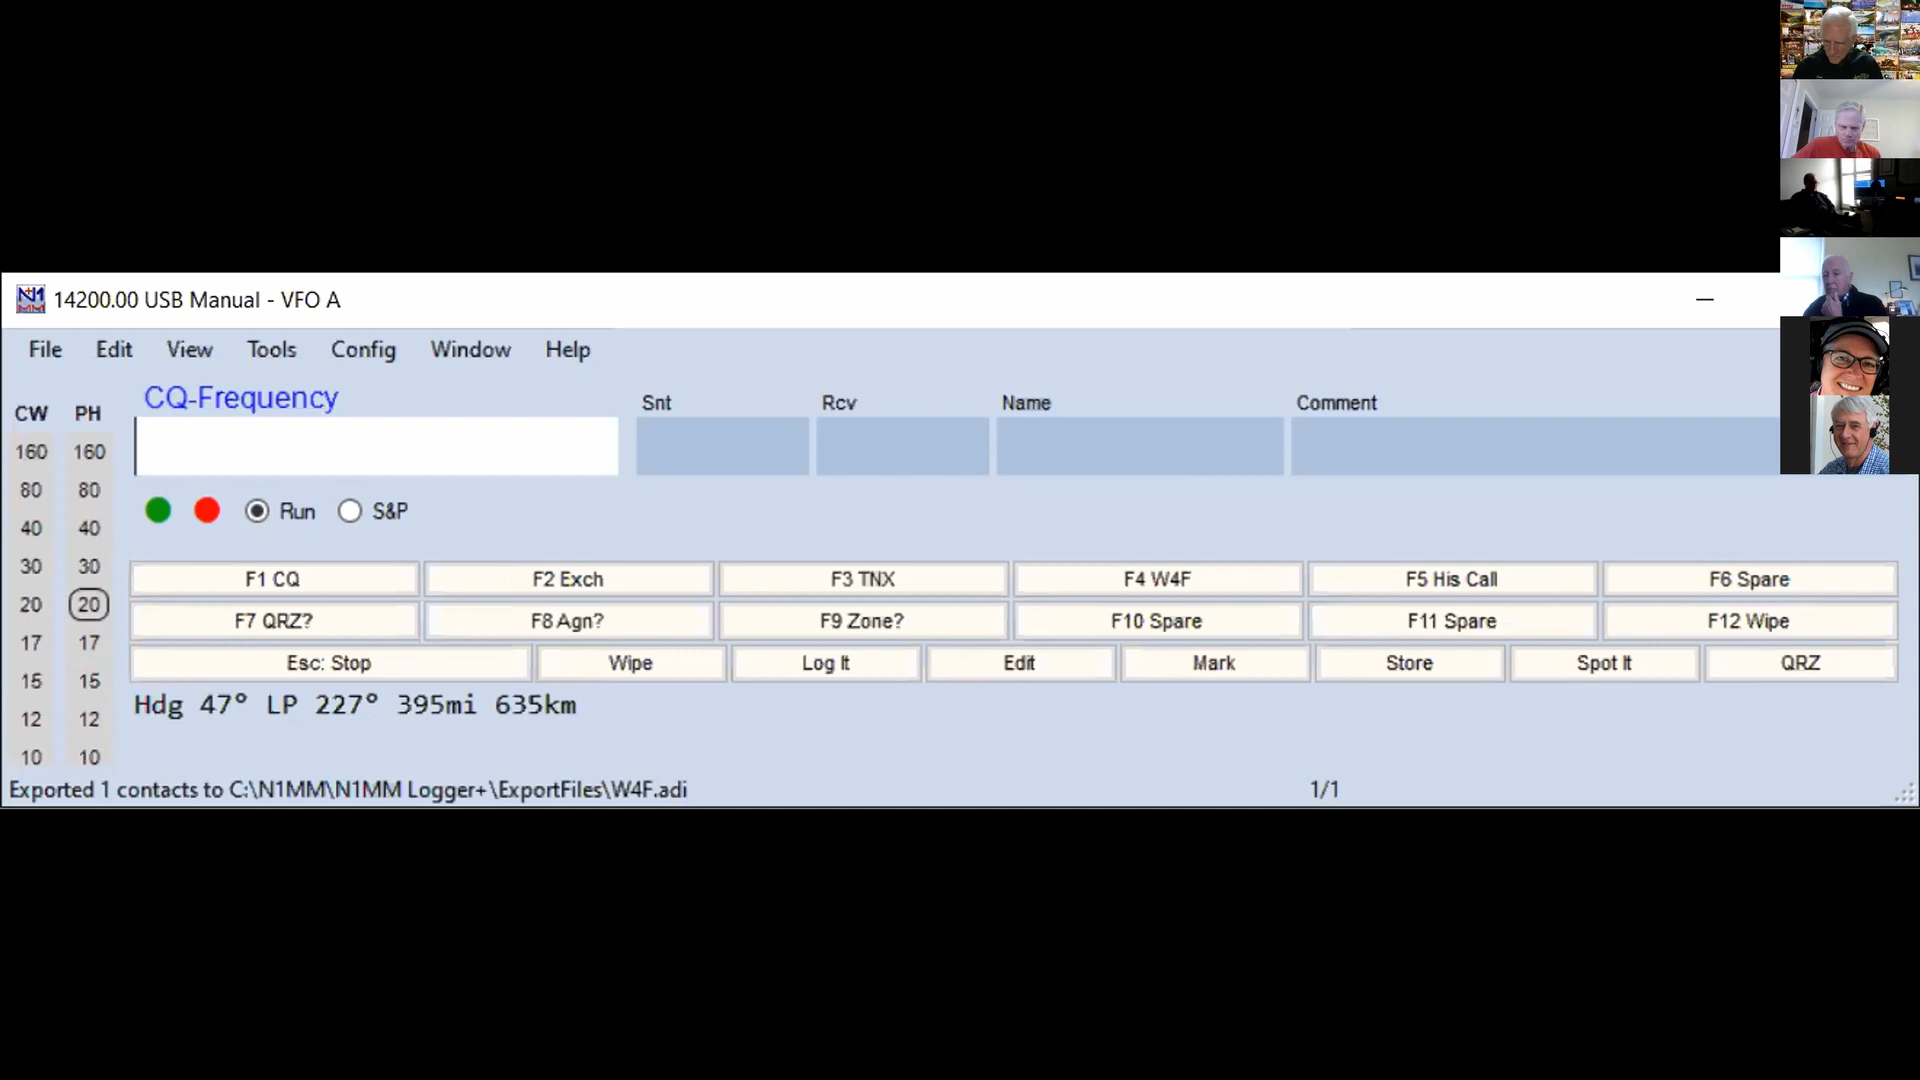 N1MM 14200.00 USB Manual - VFO A
File Edit View Tools Config Window Help
CQ-Frequency
Snt Rcv Name Comment
CW PH
160 160
80 80
40 40
30 30
20 20
17 17
15 15
12 12
10 10
Run S&P
F1 CQ F2 Exch F3 TNX F4 W4F F5 His Call F6 Spare
F7 QRZ? F8 Agn? F9 Zone? F10 Spare F11 Spare F12 Wipe
Esc: Stop Wipe Log It Edit Mark Store Spot It QRZ
Hdg 47° LP 227° 395mi 635km
Exported 1 contacts to C:\N1MM\N1MM Logger+\ExportFiles\W4F.adi 1/1